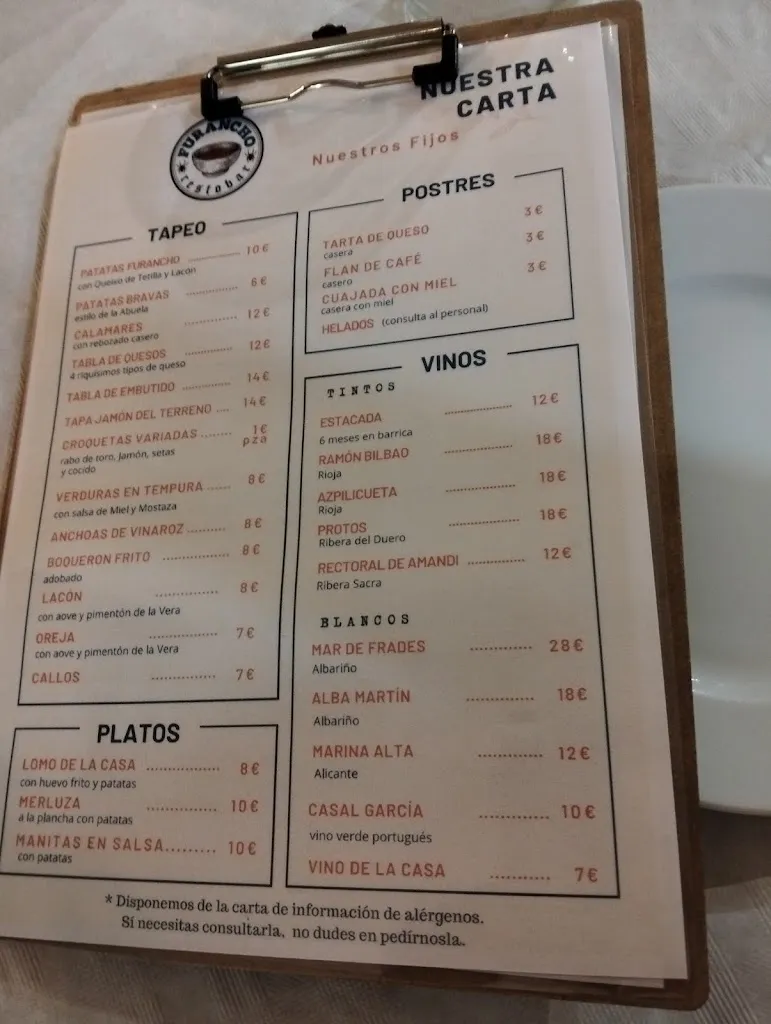 NUESTRA
CARTA
FURANCHO
restobar
Nuestros Fijos
TAPEO
PATATAS FURANCHO ............ 10 €
con Queixo de Tetilla y Lacón
PATATAS BRAVAS ............ 6 €
estilo de la Abuela
CALAMARES ............ 12 €
con rebozado casero
TABLA DE QUESOS ............ 12 €
4 riquísimos tipos de queso
TABLA DE EMBUTIDO ............ 14 €
TAPA JAMÓN DEL TERRENO .... 14 €
CROQUETAS VARIADAS ........ 1 €
pza
rabo de toro, Jamón, setas
y cocido
VERDURAS EN TEMPURA ...... 8 €
con salsa de Miel y Mostaza
ANCHOAS DE VINAROZ ......... 8 €
BOQUERON FRITO ............ 8 €
adobado
LACÓN ............ 8 €
con aove y pimentón de la Vera
OREJA ............ 7 €
con aove y pimentón de la Vera
CALLOS ............ 7 €
PLATOS
LOMO DE LA CASA ............ 8 €
con huevo frito y patatas
MERLUZA ............ 10 €
a la plancha con patatas
MANITAS EN SALSA......... 10 €
con patatas
POSTRES
TARTA DE QUESO 3 €
casera
FLAN DE CAFÉ 3 €
casero
CUAJADA CON MIEL 3 €
casera con miel
HELADOS (consulta al personal)
VINOS
TINTOS
ESTACADA ............ 12 €
6 meses en barrica
RAMÓN BILBAO ............ 18 €
Rioja
AZPILICUETA ............ 18 €
Rioja
PROTOS ............ 18 €
Ribera del Duero
RECTORAL DE AMANDI ............ 12 €
Ribera Sacra
BLANCOS
MAR DE FRADES ............ 28 €
Albariño
ALBA MARTÍN ............ 18 €
Albariño
MARINA ALTA ............ 12 €
Alicante
CASAL GARCÍA ............ 10 €
vino verde portugués
VINO DE LA CASA ........... 7 €
* Disponemos de la carta de información de alérgenos.
Sí necesitas consultarla, no dudes en pedírnosla.